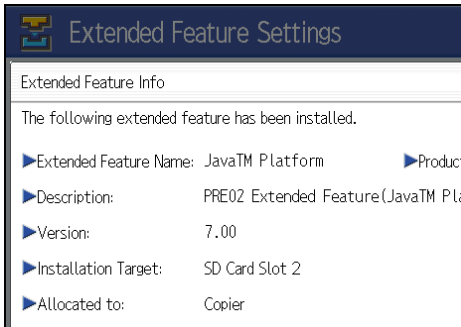 Extended Feature Settings
Extended Feature Info
The following extended feature has been installed.
Extended Feature Name: JavaTM Platform
Description: PRE02 Extended Feature(JavaTM
Version: 7.00
Installation Target: SD Card Slot 2
Allocated to: Copier